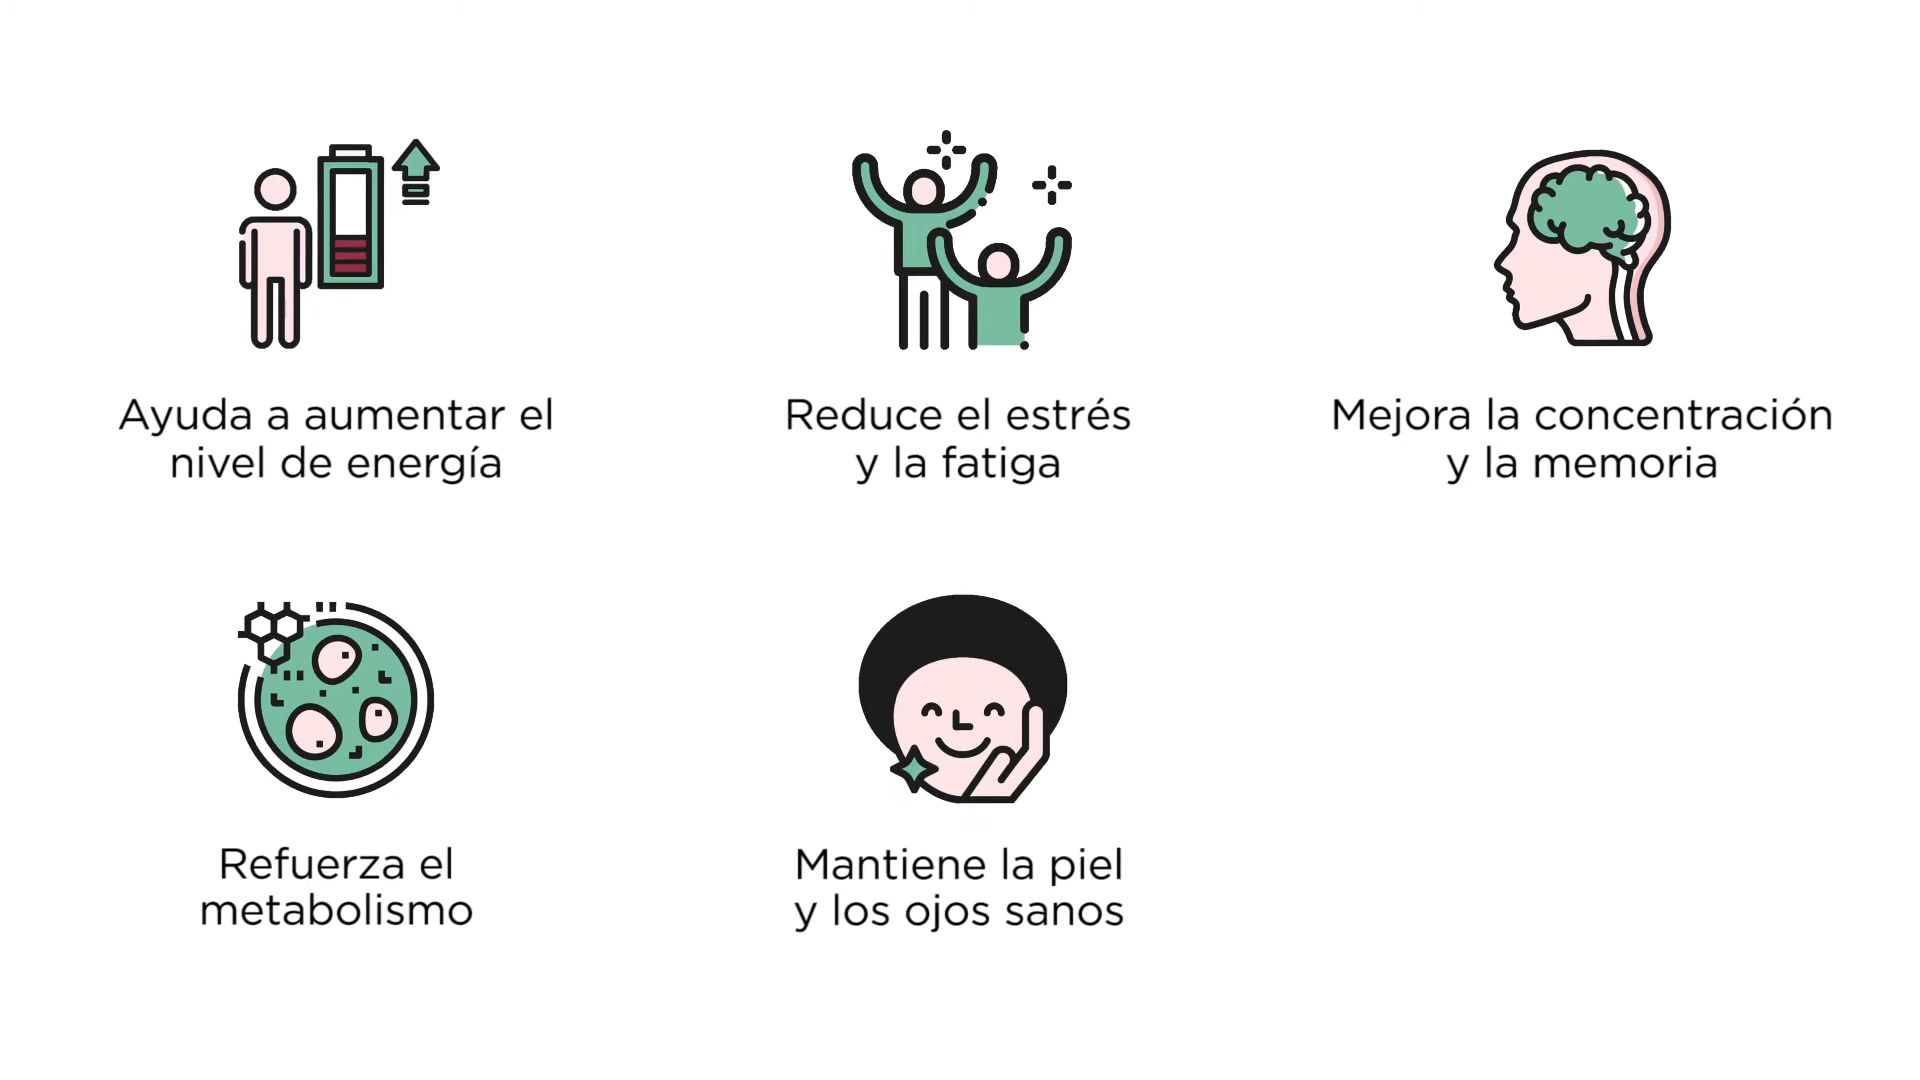 Ayuda a aumentar el
nivel de energía
Reduce el estrés
y la fatiga
Mejora la concentración
y la memoria
Refuerza el
metabolismo
Mantiene la piel
y los ojos sanos